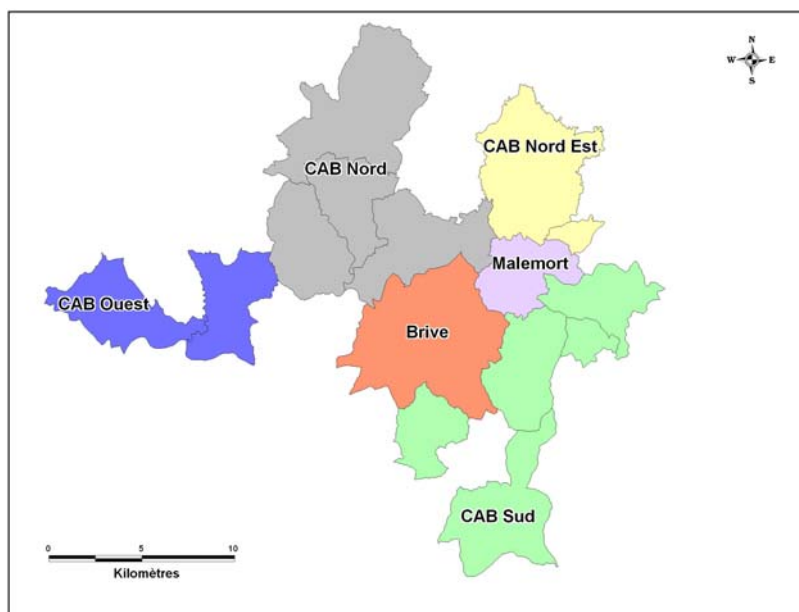 N
W E
S
CAB Nord Est
CAB Nord
Malemort
CAB Ouest
Brive
CAB Sud
0 5 10
Kilomètres